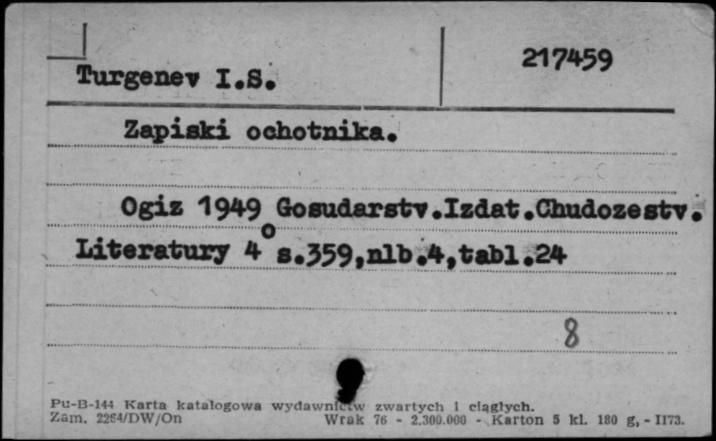 217459
Turgenev I.S.
Zapiski ochotnika.
Ogiz 1949 Gosudarstv.Izdat.Chudozestv.
Literatury 4° s.359,nlb.4,tabl.24
8
Pu-B-144 Karta katalogowa wydawnictw zwartych i ciągłych.
Zam. 2264/DW/On Wrak 76 - 2.300.000 - Karton 5 kl. 180 g, - II73.